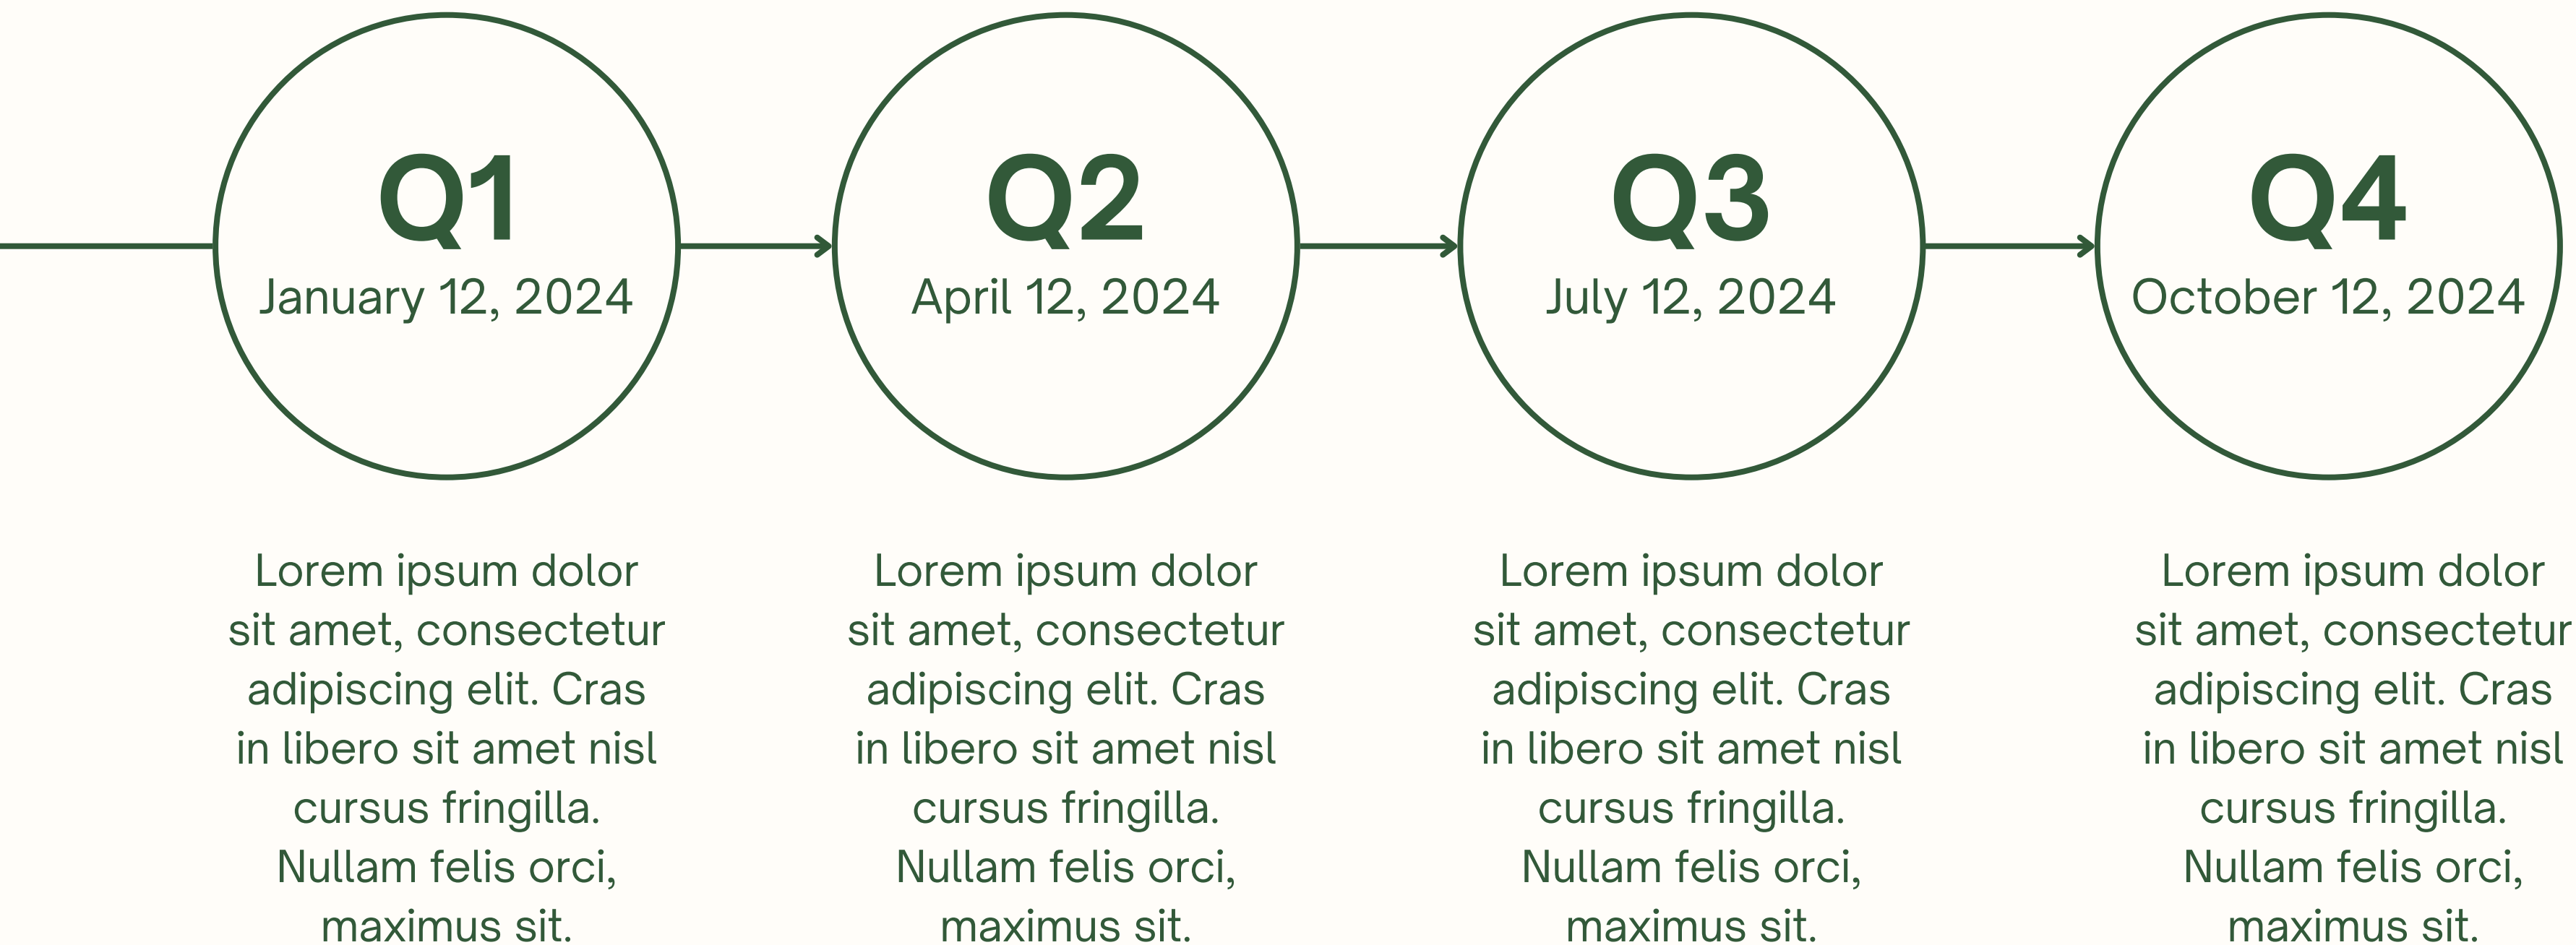 Q1
January 12, 2024
Lorem ipsum dolor
sit amet, consectetur
adipiscing elit. Cras
in libero sit amet nisl
cursus fringilla.
Nullam felis orci,
maximus sit.
Q2
April 12, 2024
Lorem ipsum dolor
sit amet, consectetur
adipiscing elit. Cras
in libero sit amet nisl
cursus fringilla.
Nullam felis orci,
maximus sit.
Q3
July 12, 2024
Lorem ipsum dolor
sit amet, consectetur
adipiscing elit. Cras
in libero sit amet nisl
cursus fringilla.
Nullam felis orci,
maximus sit.
Q4
October 12, 2024
Lorem ipsum dolor
sit amet, consectetur
adipiscing elit. Cras
in libero sit amet nisl
cursus fringilla.
Nullam felis orci,
maximus sit.